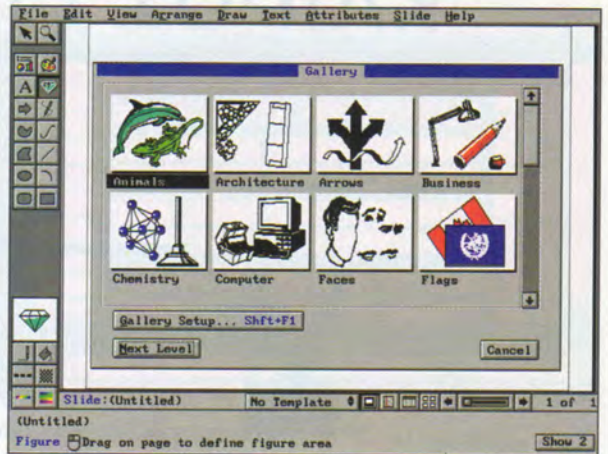 File Edit View Arrange Draw Text Attributes Slide Help
Gallery
A
Animals Architecture Arrows Business
Chemistry Computer Faces Flags
Gallery Setup... Shft+F1
Next Level Cancel
Slide:(Untitled) No Template 1 of 1
(Untitled)
Figure Drag on page to define figure area Show 2